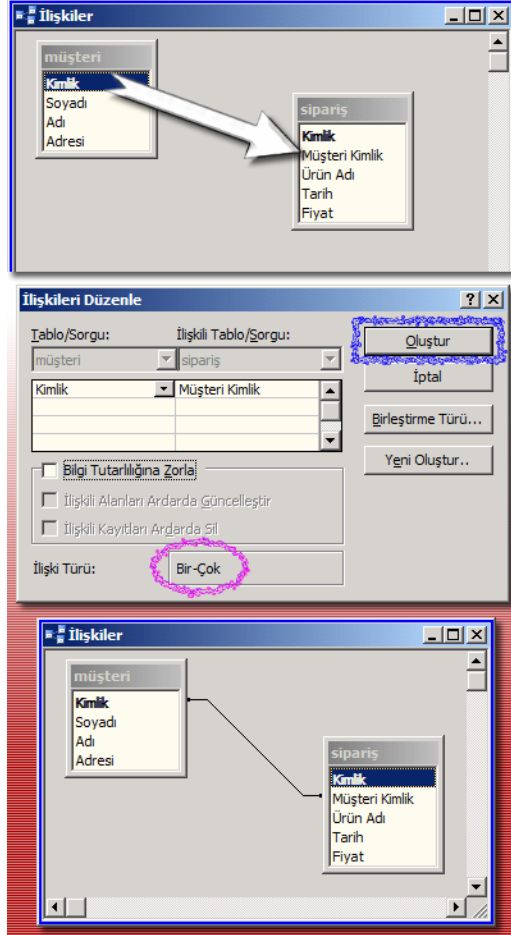 İlişkiler
müşteri
Kimlik
Soyadı
Adı
Adresi
sipariş
Kimlik
Müşteri Kimlik
Ürün Adı
Tarih
Fiyat
İlişkileri Düzenle
Tablo/Sorgu: İlişkili Tablo/Sorgu:
müşteri sipariş
Kimlik Müşteri Kimlik
Oluştur
İptal
Birleştirme Türü...
Yeni Oluştur..
Bilgi Tutarlılığına Zorla
İlişkili Alanları Ardarda Güncelleştir
İlişkili Kayıtları Ardarda Sil
İlişki Türü: Bir-Çok
İlişkiler
müşteri
Kimlik
Soyadı
Adı
Adresi
sipariş
Kimlik
Müşteri Kimlik
Ürün Adı
Tarih
Fiyat